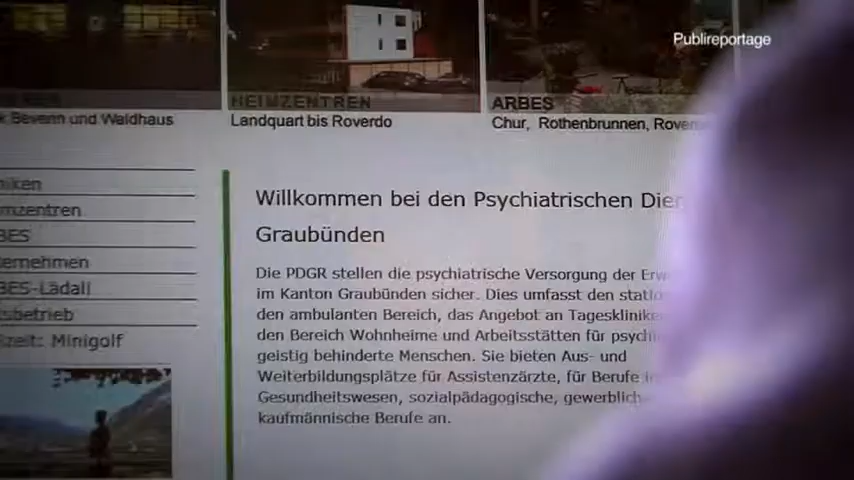 Publireportage
HEIMZENTREN
ARBES
Beverin und Waldhaus
Landquart bis Roverdo
Chur, Rothenbrunnen,
Willkommen bei den Psychiatrischen
Graubünden
Die PDGR stellen die psychiatrische Versorgung der
im Kanton Graubünden sicher. Dies umfasst den
den ambulanten Bereich, das Angebot an
den Bereich Wohnheime und Arbeitsstätten für
geistig behinderte Menschen. Sie bieten Aus- und
Weiterbildungsplätze für Assistenzärzte, für Berufe
Gesundheitswesen, sozialpädagogische,
kaufmännische Berufe an.
Minigolf